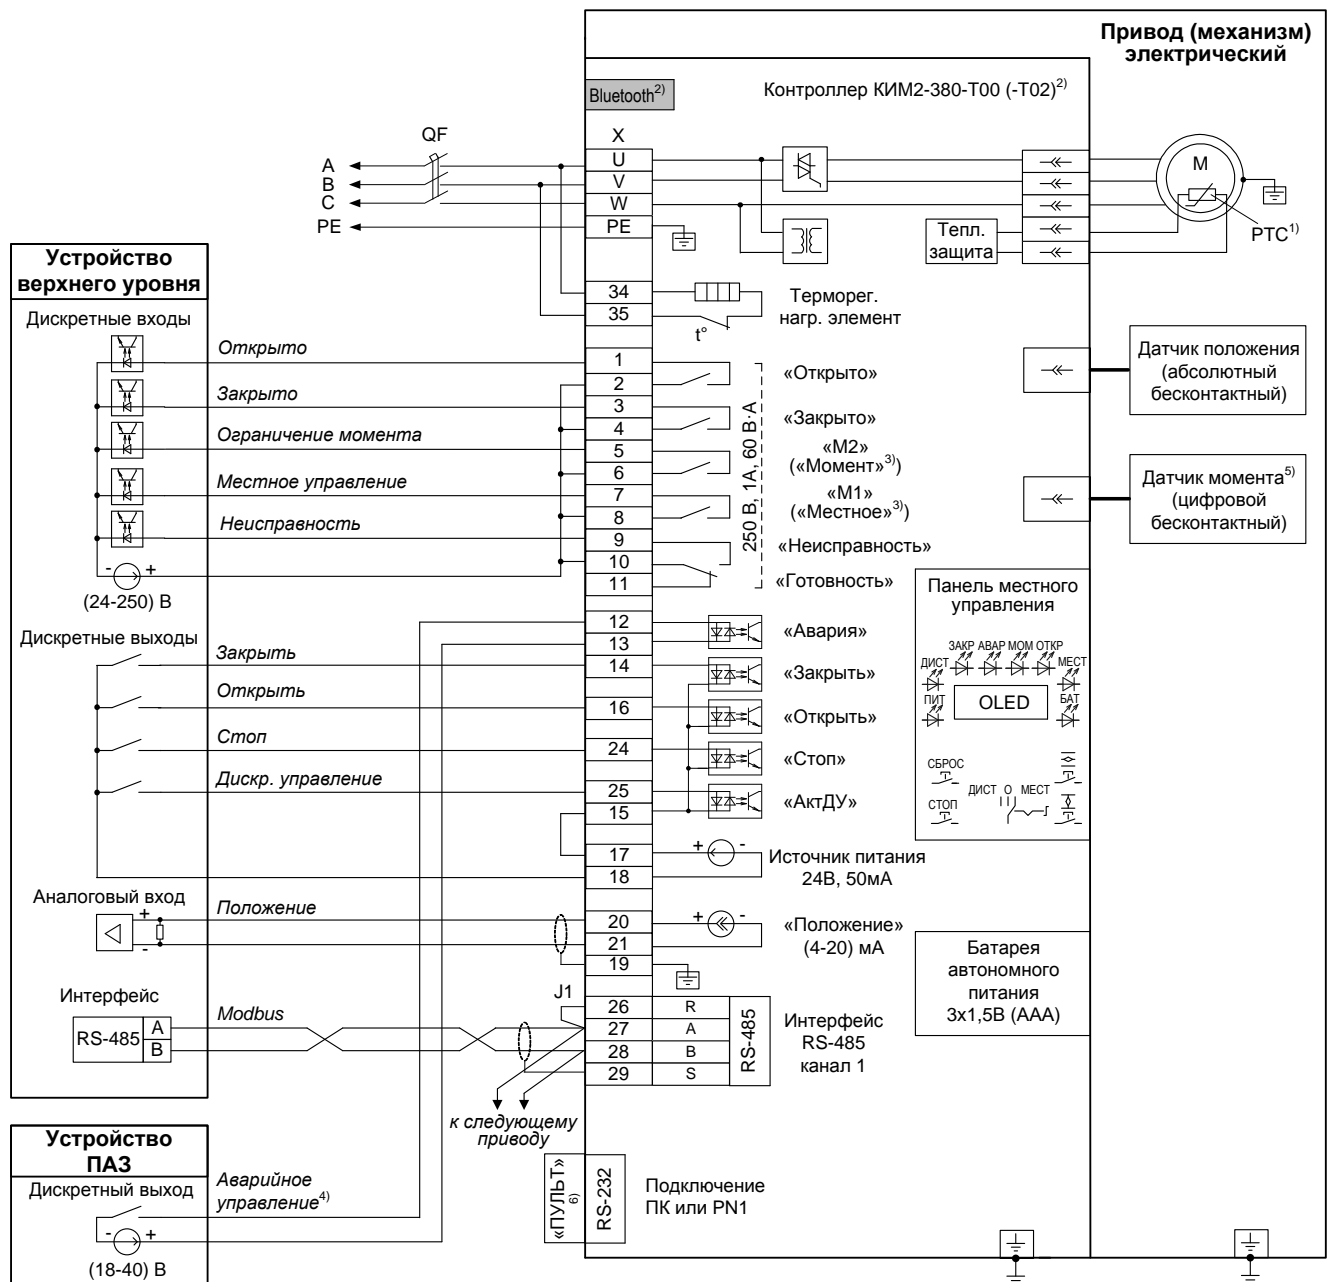 Привод (механизм)
электрический
Bluetooth2)
Контроллер КИМ2-380-Т00 (-Т02)2)
QF
X
A
U
B
V
C
W
PE
PE
M
PTC1)
Тепл.
защита
Устройство
верхнего уровня
34
35
t°
Терморег.
нагр. элемент
Дискретные входы
Открыто
1
2
«Открыто»
Закрыто
3
4
«Закрыто»
Ограничение момента
5
6
«М2»
(«Момент»3))
Местное управление
7
8
«М1»
(«Местное»3))
Неисправность
9
10
11
«Неисправность»
«Готовность»
250 В, 1А, 60 В·А
- +
(24-250) В
Датчик положения
(абсолютный
бесконтактный)
Датчик момента5)
(цифровой
бесконтактный)
Дискретные выходы
12
13
«Авария»
Закрыть
14
«Закрыть»
Открыть
16
«Открыть»
Стоп
24
«Стоп»
Дискр. управление
25
15
«АктДУ»
17
18
+ -
Источник питания
24В, 50мА
Панель местного
управления
ЗАКР АВАР МОМ ОТКР
ДИСТ
МЕСТ
ПИТ
OLED
БАТ
СБРОС
ДИСТ О МЕСТ
СТОП
Аналоговый вход
+
-
Положение
20
21
19
+ -
«Положение»
(4-20) мА
Батарея
автономного
питания
3х1,5В (ААА)
Интерфейс
RS-485
A
B
Modbus
J1
26 R
27 A
28 B
29 S
RS-485
Интерфейс
RS-485
канал 1
к следующему
приводу
Устройство
ПАЗ
Дискретный выход
Аварийное
управление4)
- +
(18-40) В
«ПУЛЬТ»
6)
RS-232
Подключение
ПК или PN1